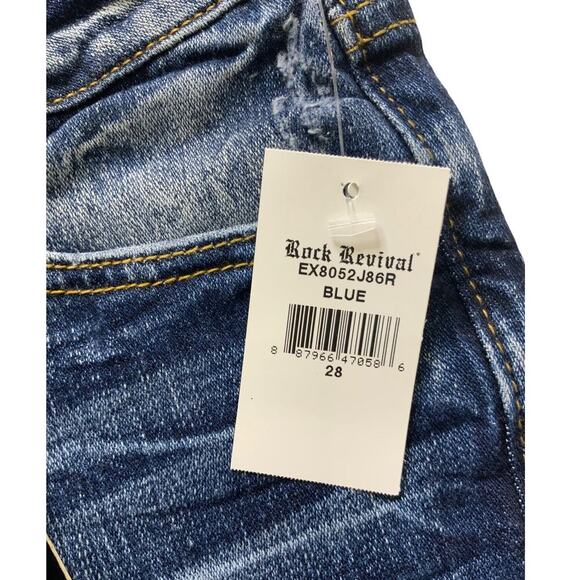 Rock Revival
EX8052J86R
BLUE
8 87966 47058 6
28